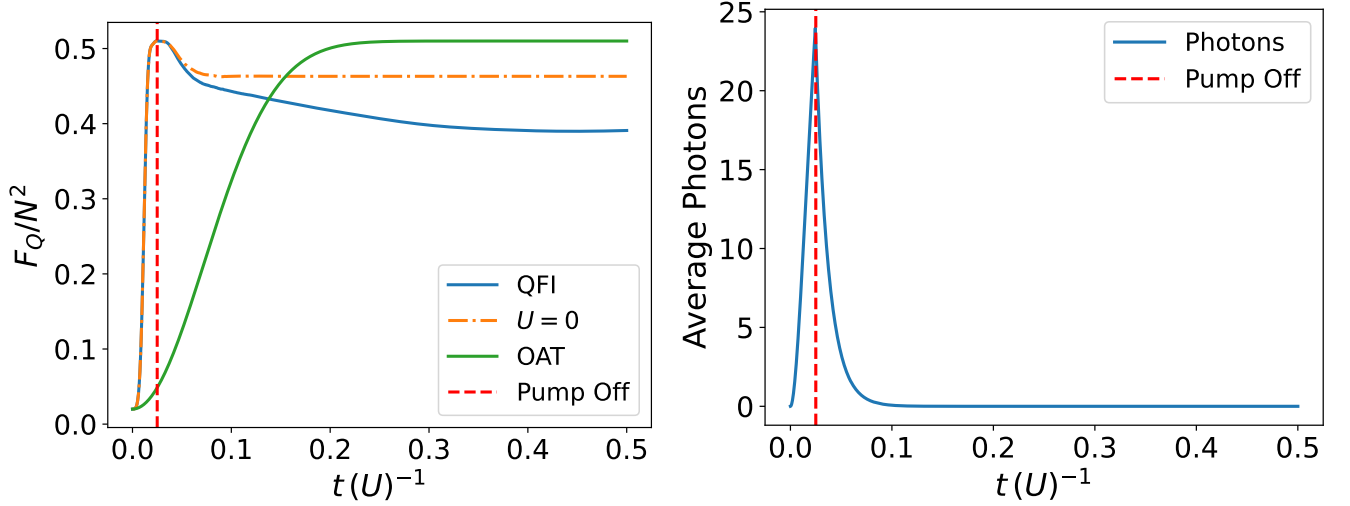 0.5
0.4
0.3
0.2
0.1
0.0
F_Q/N^2
QFI
U = 0
OAT
Pump Off
0.0 0.1 0.2 0.3 0.4 0.5
t (U)^{-1}
25
20
15
10
5
0
Average Photons
Photons
Pump Off
0.0 0.1 0.2 0.3 0.4 0.5
t (U)^{-1}